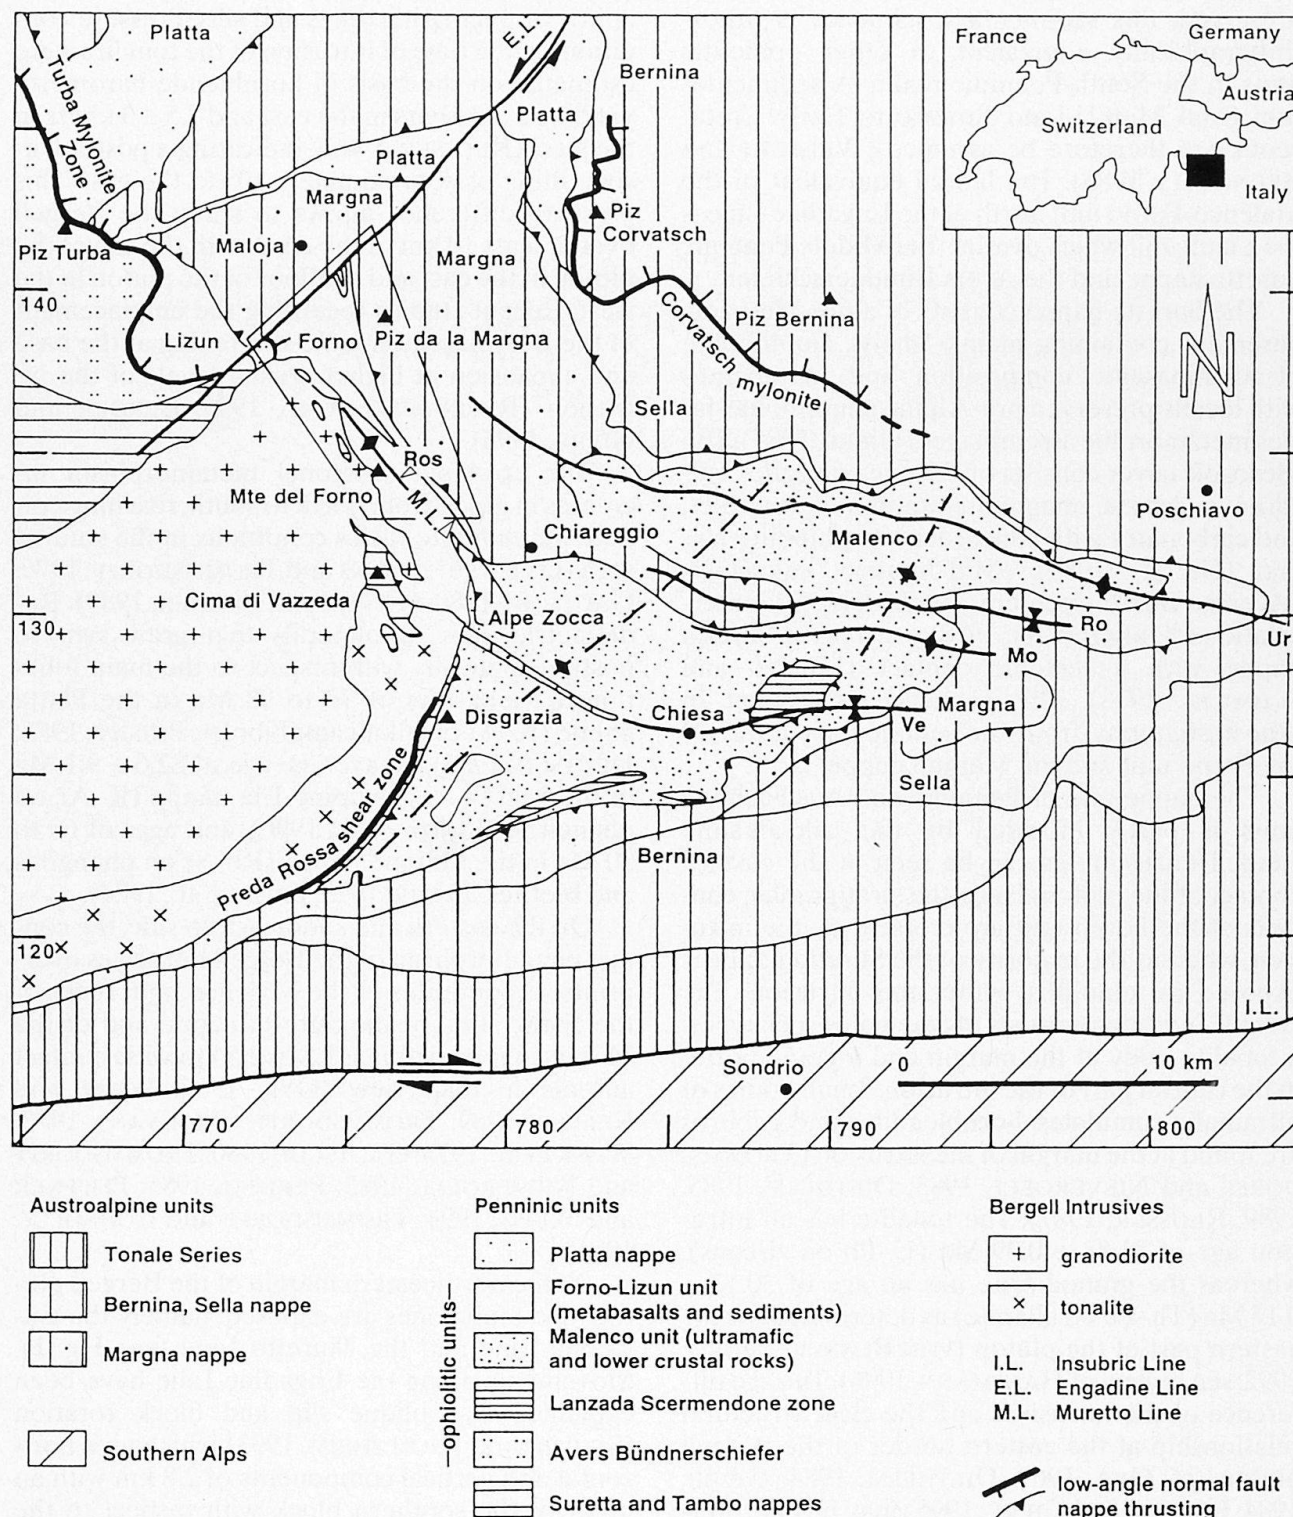 Platta
E.L.
Bernina
France
Germany
Austria
Switzerland
Italy
Turba Mylonite
Zone
Platta
Platta
Margna
Piz
Corvatsch
Maloja
Margna
Piz Turba
140
Lizun
Forno
Piz da la Margna
Piz Bernina
Corvatsch mylonite
Sella
Ros
Mte del Forno
M.L.
Chiareggio
Malenco
Poschiavo
Cima di Vazzeda
Alpe Zocca
130
Ro
Ur
Mo
Disgrazia
Chiesa
Margna
Ve
Sella
Preda Rossa shear zone
Bernina
120
I.L.
Sondrio
0 10 km
770 780 790 800
Austroalpine units
Tonale Series
Bernina, Sella nappe
Margna nappe
Southern Alps
Penninic units
ophiolitic units
Platta nappe
Forno-Lizun unit
(metabasalts and sediments)
Malenco unit (ultramafic
and lower crustal rocks)
Lanzada Scermendone zone
Avers Bündnerschiefer
Suretta and Tambo nappes
Bergell Intrusives
granodiorite
tonalite
I.L. Insubric Line
E.L. Engadine Line
M.L. Muretto Line
low-angle normal fault
nappe thrusting